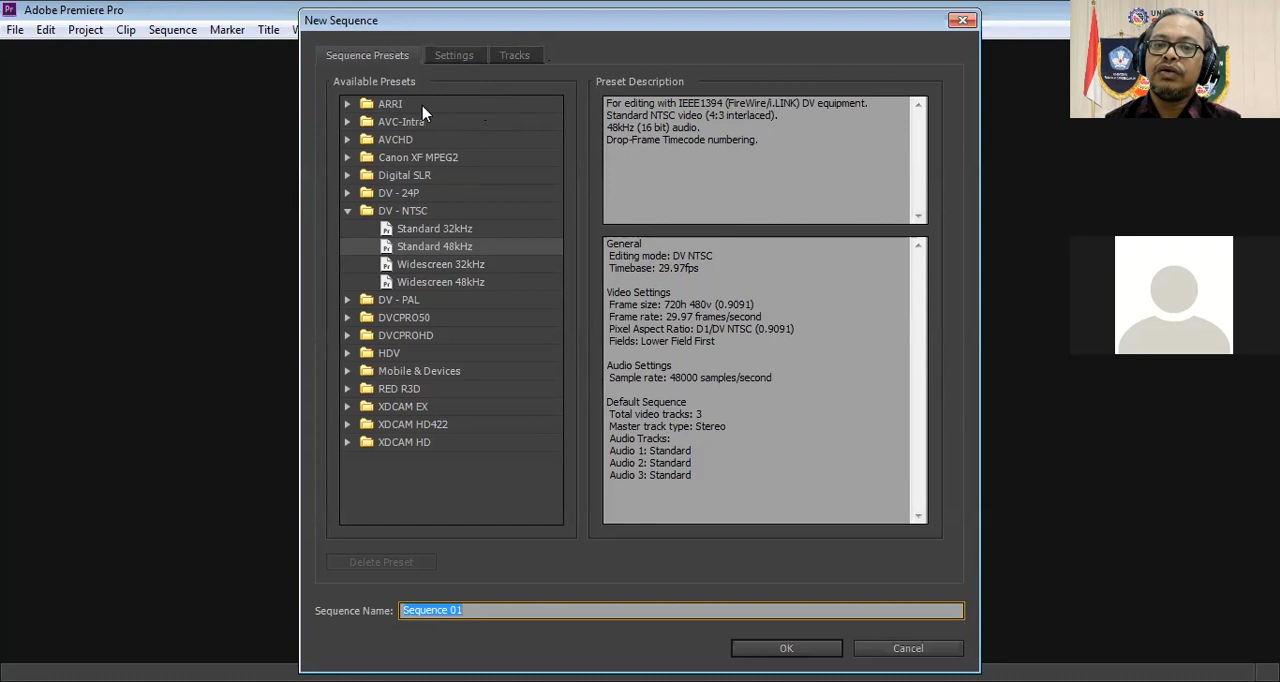 Adobe Premiere Pro
File Edit Project Clip Sequence Marker Title
New Sequence
Sequence Presets Settings Tracks
Available Presets
ARRI
AVC-Intra
AVCHD
Canon XF MPEG2
Digital SLR
DV - 24P
DV - NTSC
Standard 32kHz
Standard 48kHz
Widescreen 32kHz
Widescreen 48kHz
DV - PAL
DVCPRO50
DVCPROHD
HDV
Mobile & Devices
RED R3D
XDCAM EX
XDCAM HD422
XDCAM HD
Delete Preset
Preset Description
For editing with IEEE1394 (FireWire/i.LINK) DV equipment.
Standard NTSC video (4:3 interlaced).
48kHz (16 bit) audio.
Drop-Frame Timecode numbering.
General
Editing mode: DV NTSC
Timebase: 29.97fps
Video Settings
Frame size: 720h 480v (0.9091)
Frame rate: 29.97 frames/second
Pixel Aspect Ratio: D1/DV NTSC (0.9091)
Fields: Lower Field First
Audio Settings
Sample rate: 48000 samples/second
Default Sequence
Total video tracks: 3
Master track type: Stereo
Audio Tracks:
Audio 1: Standard
Audio 2: Standard
Audio 3: Standard
Sequence Name: Sequence 01
OK Cancel